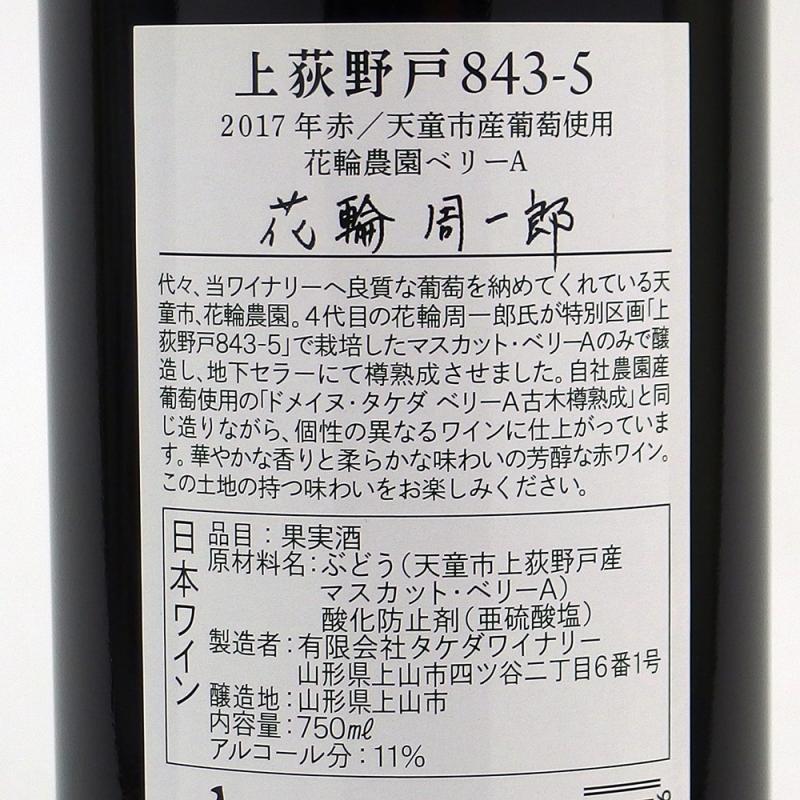 上荻野戸843-5
2017年赤／天童市産葡萄使用
花輪農園ベリーA
花輪周一郎
代々、当ワイナリーへ良質な葡萄を納めてくれている天
童市、花輪農園。4代目の花輪周一郎氏が特別区画「上
荻野戸843-5」で栽培したマスカット・ベリーAのみで醸
造し、地下セラーにて樽熟成させました。自社農園産
葡萄使用の「ドメイヌ・タケダ ベリーA古木樽熟成」と同
じ造りながら、個性の異なるワインに仕上がっていま
す。華やかな香りと柔らかな味わいの芳醇な赤ワイン。
この土地の持つ味わいをお楽しみください。
日本ワイン
品目：果実酒
原材料名：ぶどう（天童市上荻野戸産
マスカット・ベリーA）
酸化防止剤（亜硫酸塩）
製造者：有限会社タケダワイナリー
山形県上山市四ツ谷二丁目6番1号
醸造地：山形県上山市
内容量：750㎖
アルコール分：11%